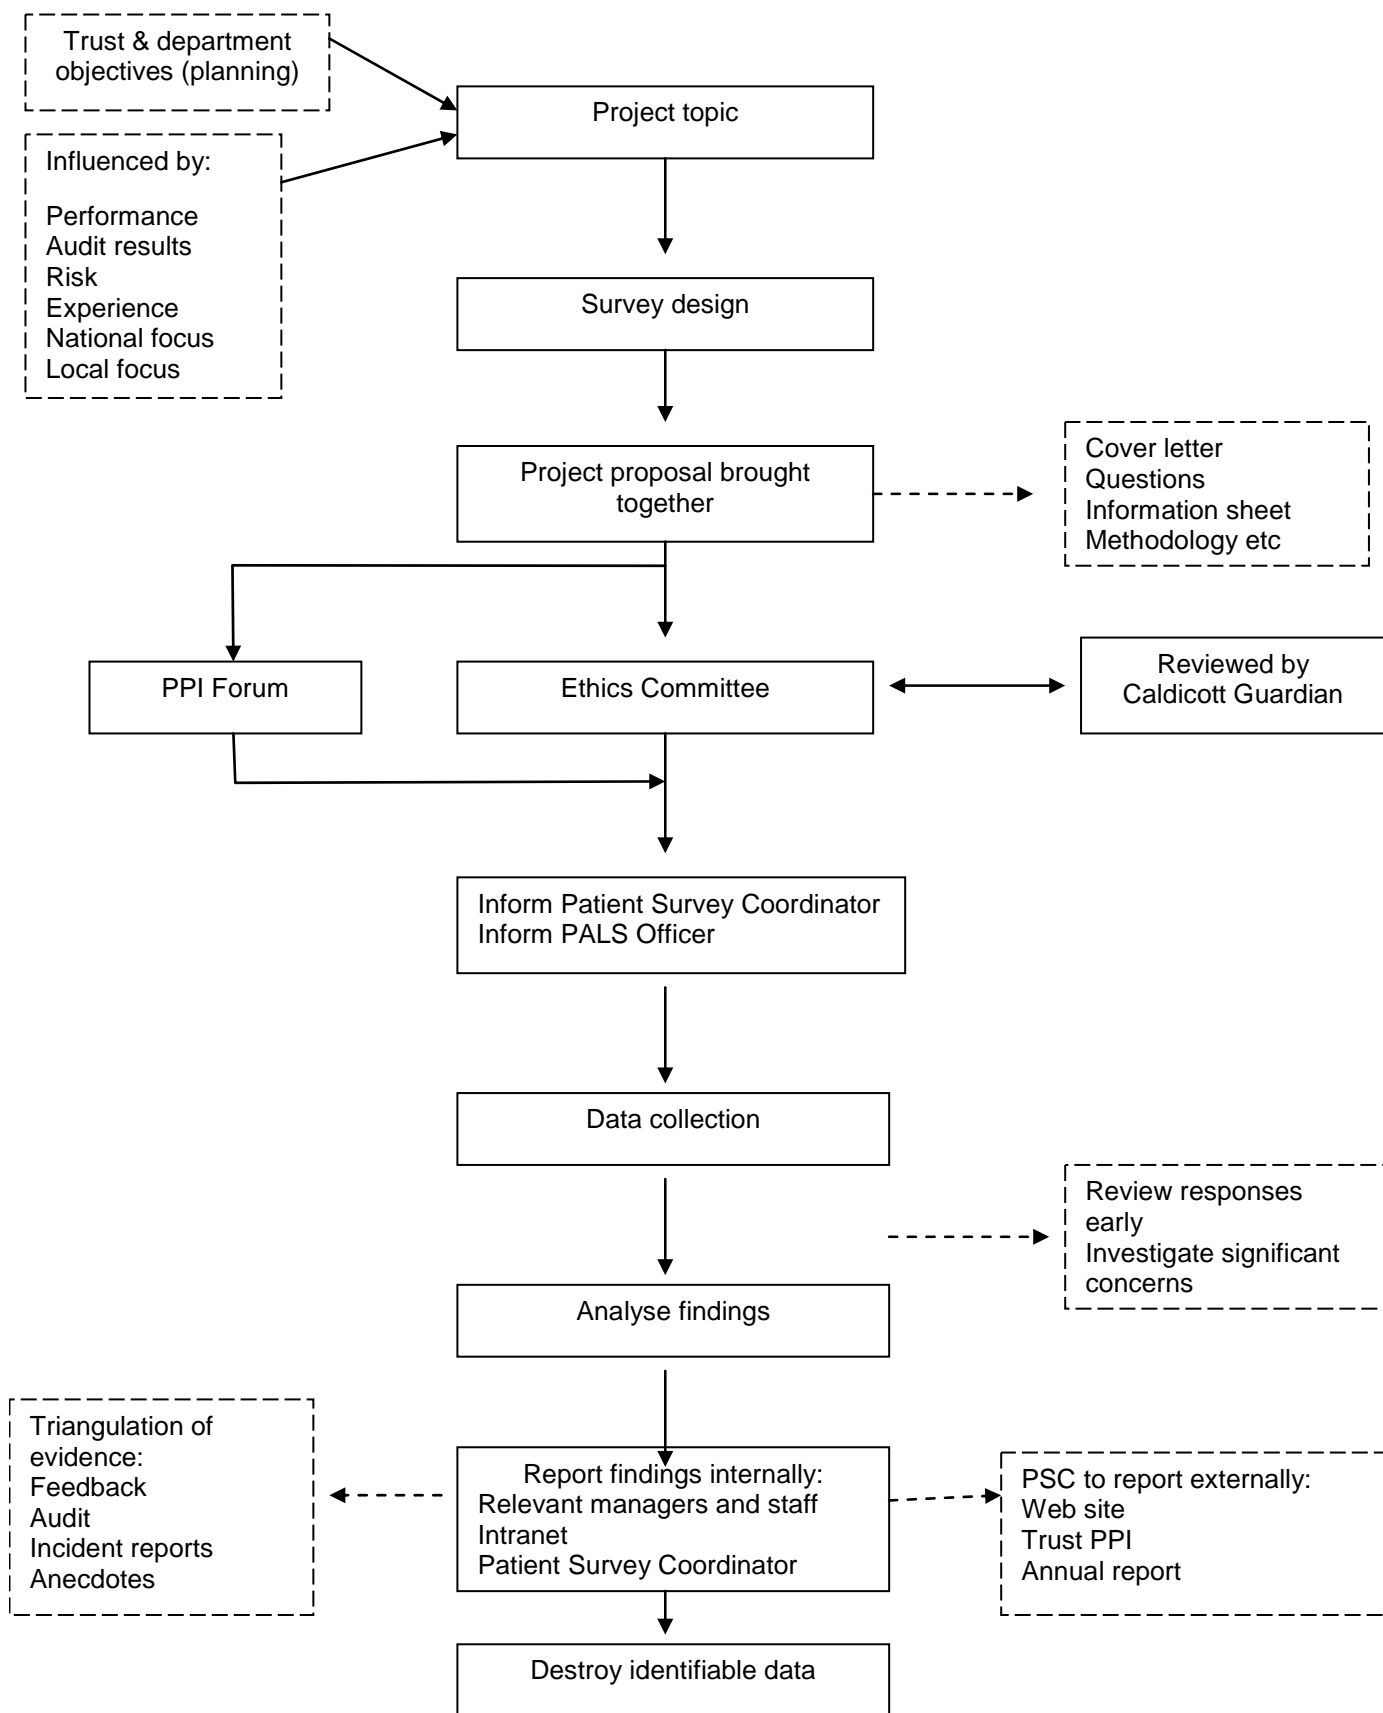 Trust & department
objectives (planning)
Project topic
Influenced by:
Performance
Audit results
Risk
Experience
National focus
Local focus
Survey design
Project proposal brought
together
Cover letter
Questions
Information sheet
Methodology etc
PPI Forum
Ethics Committee
Reviewed by
Caldicott Guardian
Inform Patient Survey Coordinator
Inform PALS Officer
Data collection
Review responses
early
Investigate significant
concerns
Analyse findings
Triangulation of
evidence:
Feedback
Audit
Incident reports
Anecdotes
Report findings internally:
Relevant managers and staff
Intranet
Patient Survey Coordinator
PSC to report externally:
Web site
Trust PPI
Annual report
Destroy identifiable data